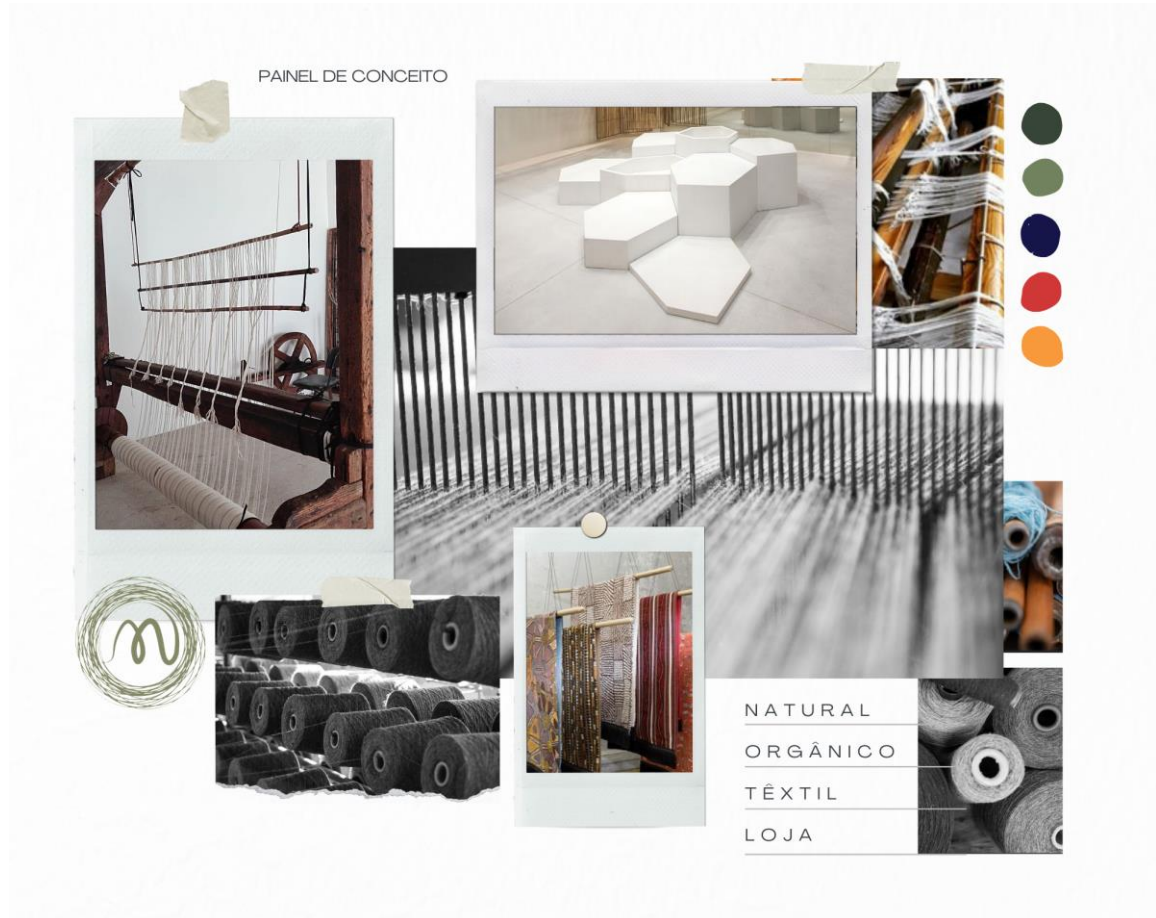 PAINEL DE CONCEITO
n
NATURAL
ORGÂNICO
TÊXTIL
LOJA